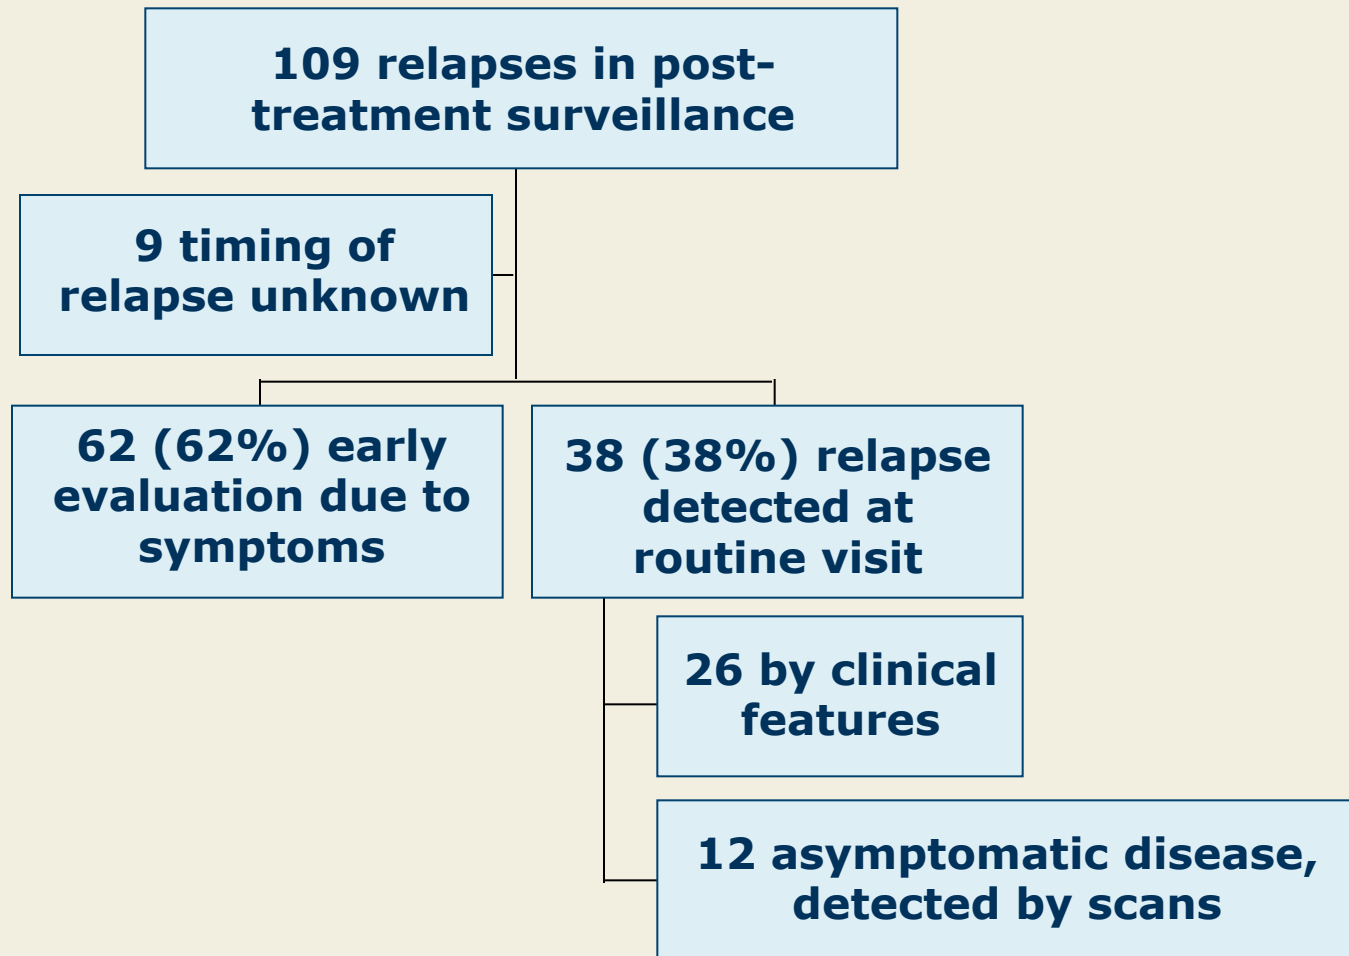 109 relapses in post-
treatment surveillance
9 timing of
relapse unknown
62 (62%) early
evaluation due to
symptoms
38 (38%) relapse
detected at
routine visit
26 by clinical
features
12 asymptomatic disease,
detected by scans